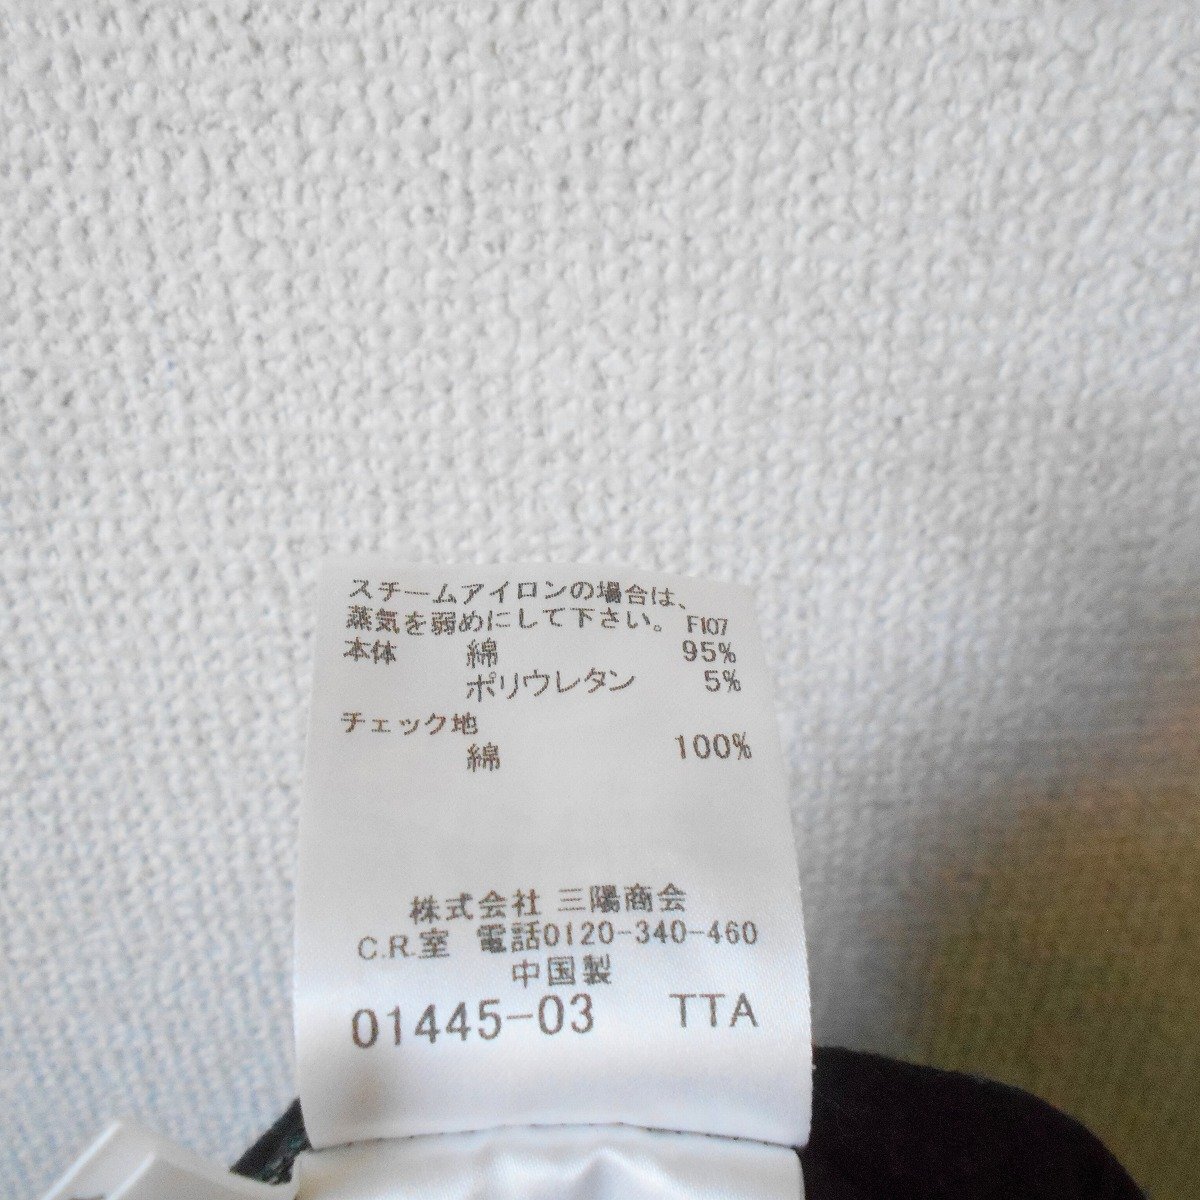 スチームアイロンの場合は、
蒸気を弱めにして下さい。 FI07
本体 綿 95%
ポリウレタン 5%
チェック地
綿 100%
株式会社 三陽商会
C.R.室 電話0120-340-460
中国製
01445-03 TTA